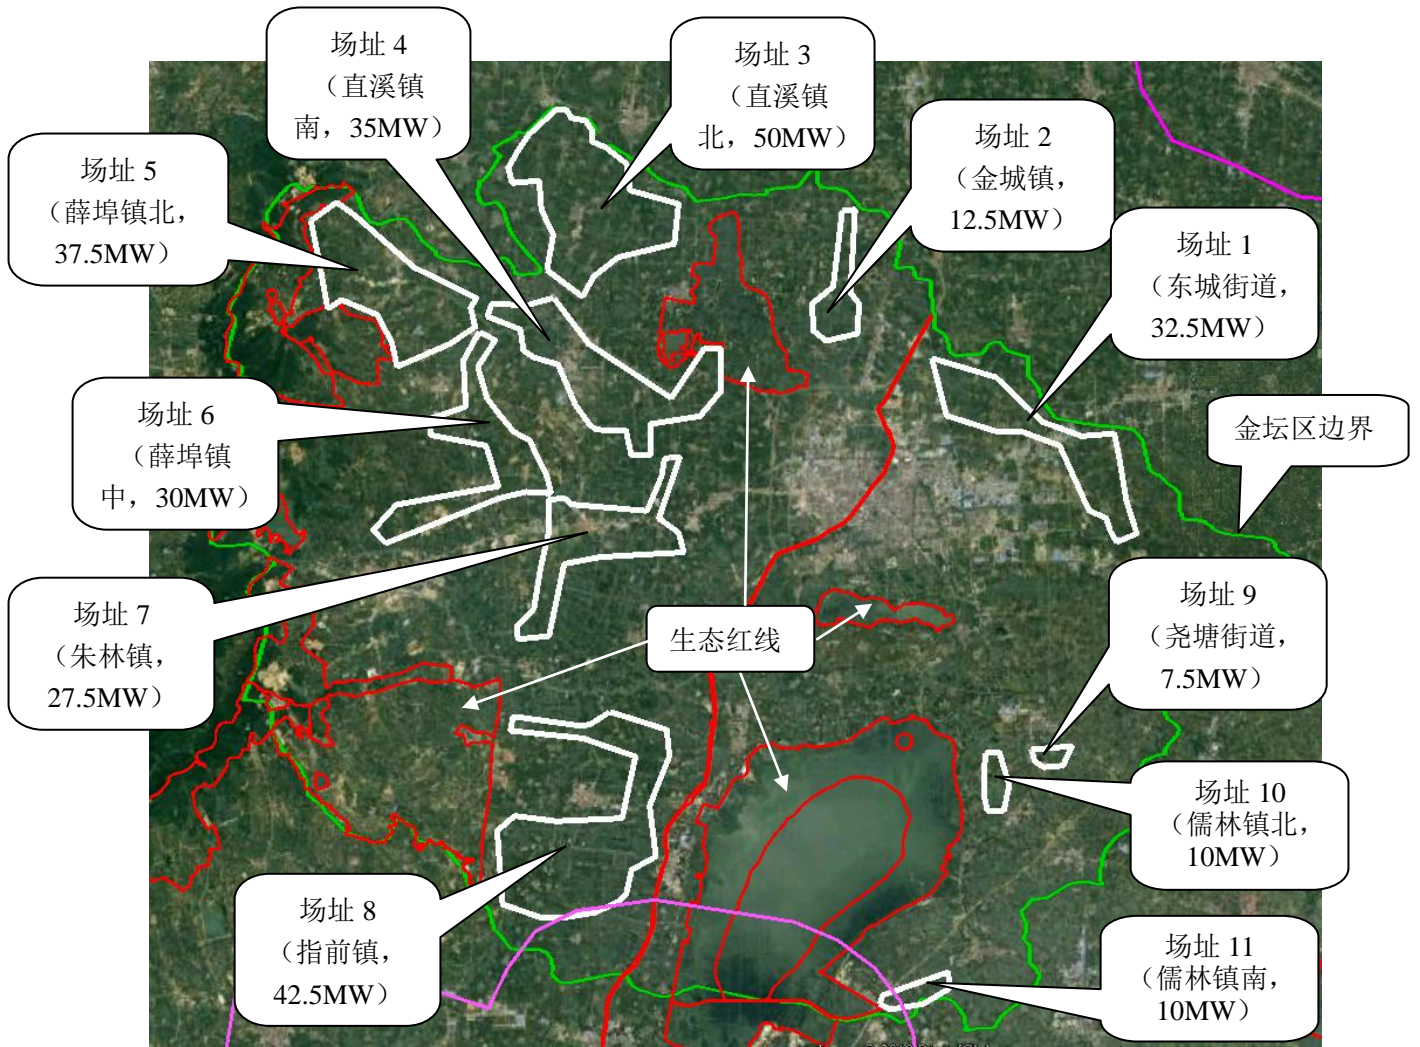 场址 4
（直溪镇
南，35MW）
场址 3
（直溪镇
北，50MW）
场址 2
（金城镇，
12.5MW）
场址 5
（薛埠镇北，
37.5MW）
场址 1
（东城街道，
32.5MW）
场址 6
（薛埠镇
中，30MW）
金坛区边界
场址 7
（朱林镇，
27.5MW）
生态红线
场址 9
（尧塘街道，
7.5MW）
场址 10
（儒林镇北，
10MW）
场址 8
（指前镇，
42.5MW）
场址 11
（儒林镇南，
10MW）